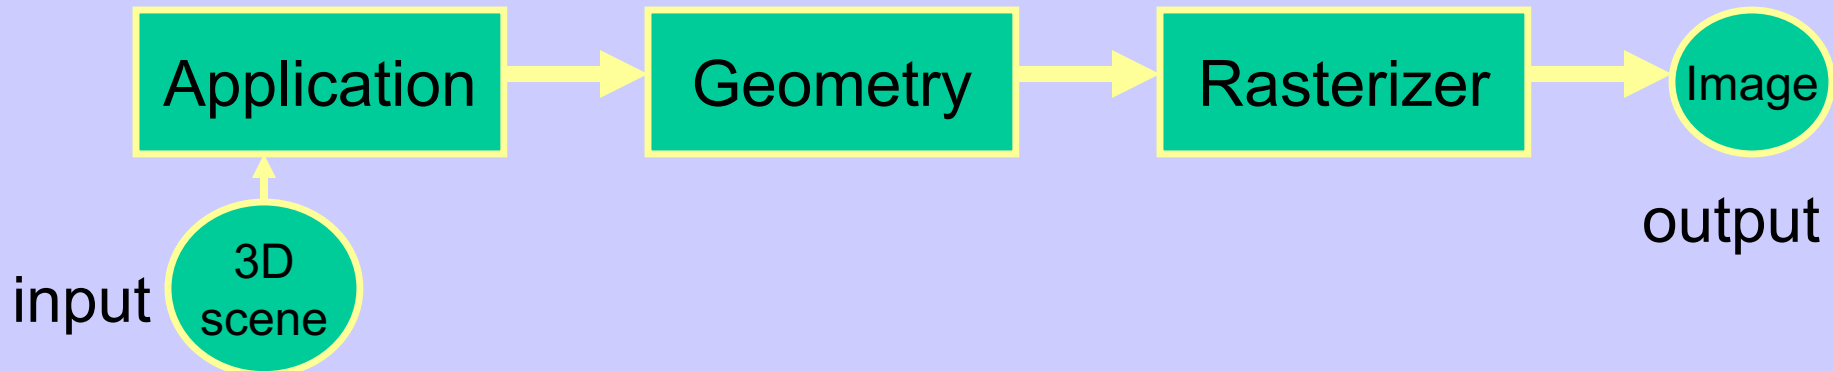 Application
Geometry
Rasterizer
Image
output
input
3D
scene